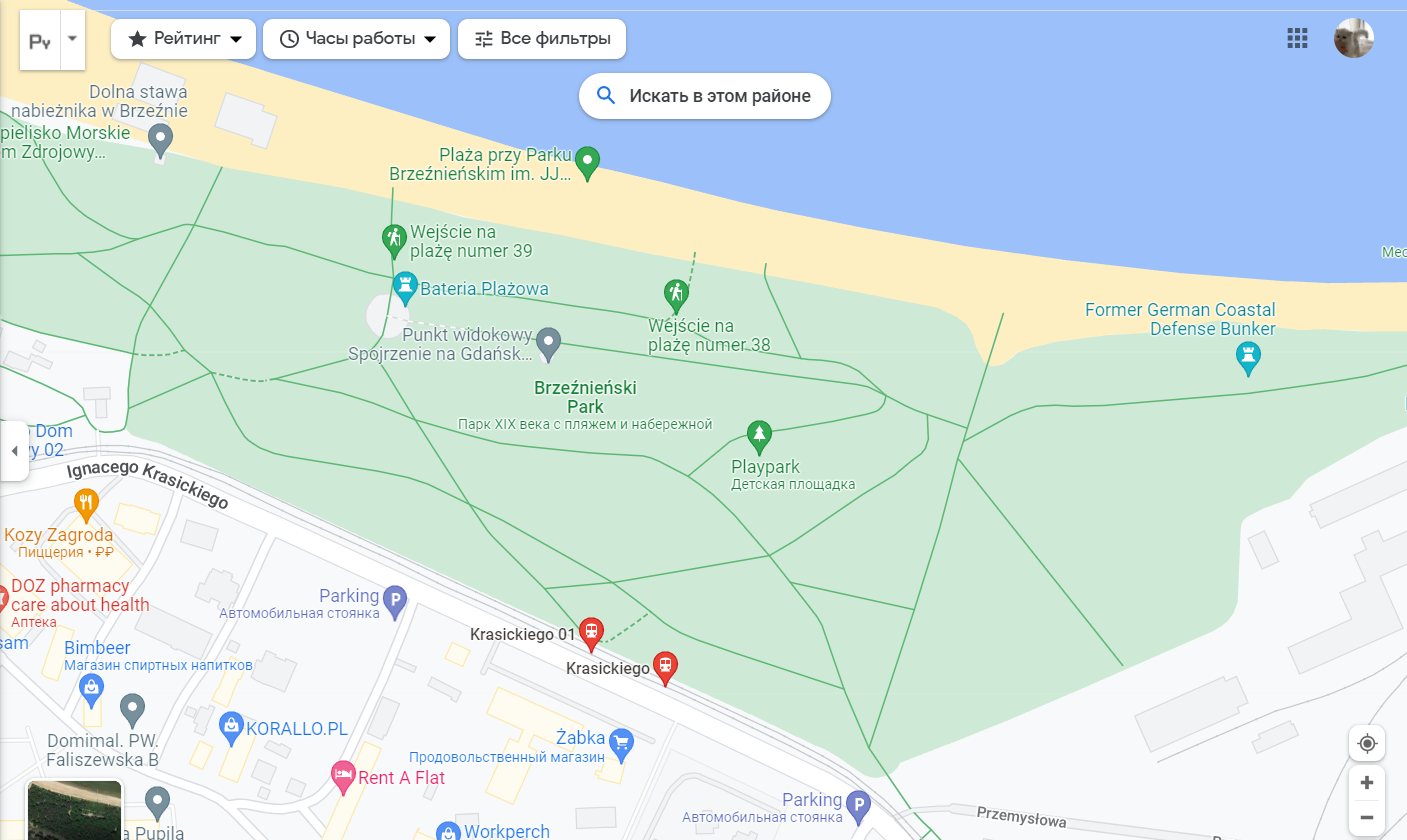 Рейтинг
Часы работы
Все фильтры
Искать в этом районе
Dolna stawa
nabieżnika w Brzeźnie
pielisko Morskie
m Zdrojowy...
Plaża przy Parku
Brzeźnieńskim im. JJ...
Wejście na
plażę numer 39
Bateria Plażowa
Wejście na
plażę numer 38
Punkt widokowy
Spojrzenie na Gdańsk...
Former German Coastal
Defense Bunker
Мес
Brzeźnieński
Park
Парк XIX века с пляжем и набережной
Playpark
Детская площадка
Dom
y 02
Ignacego Krasickiego
Kozy Zagroda
Пиццерия • ₽₽
DOZ pharmacy
care about health
Аптека
sam
Bimbeer
Магазин спиртных напитков
Parking
Автомобильная стоянка
P
Krasickiego 01
Krasickiego
Domimal. PW.
Faliszewska B
KORALLO.PL
Żabka
Продовольственный магазин
Rent A Flat
Parking
Автомобильная стоянка
P
Przemysłowa
a Pupila
Workperch